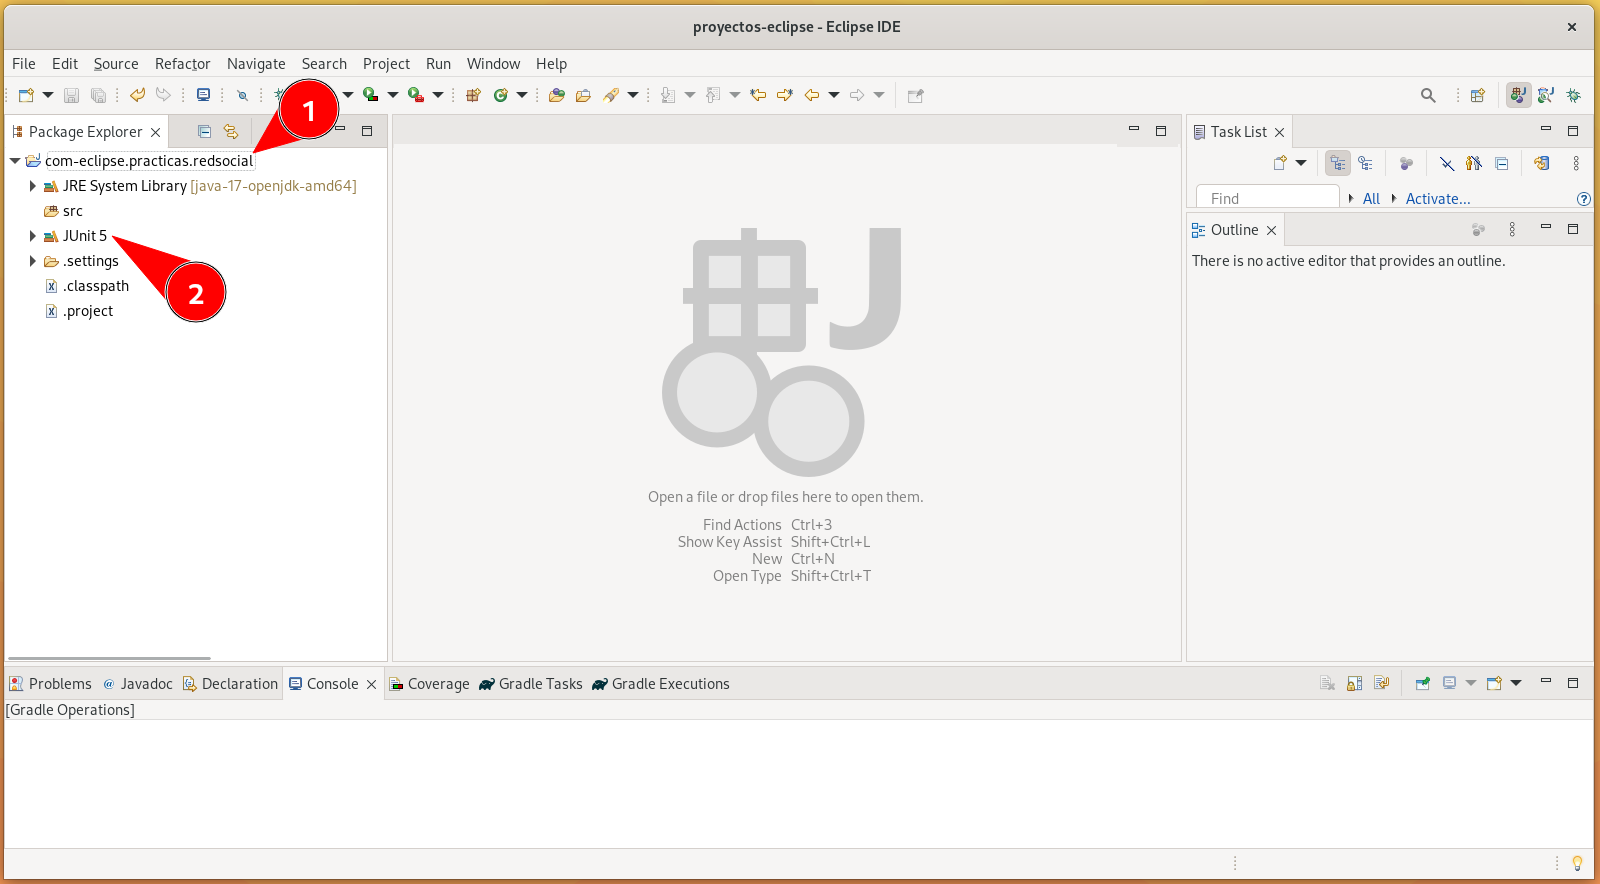 proyectos-eclipse - Eclipse IDE
File Edit Source Refactor Navigate Search Project Run Window Help
1
Package Explorer
Task List
com-eclipse.practicas.redsocial
JRE System Library [java-17-openjdk-amd64]
src
JUnit 5
.settings
.classpath
.project
2
Find All Activate...
Outline
There is no active editor that provides an outline.
Open a file or drop files here to open them.
Find Actions Ctrl+3
Show Key Assist Shift+Ctrl+L
New Ctrl+N
Open Type Shift+Ctrl+T
Problems Javadoc Declaration Console Coverage Gradle Tasks Gradle Executions
[Gradle Operations]